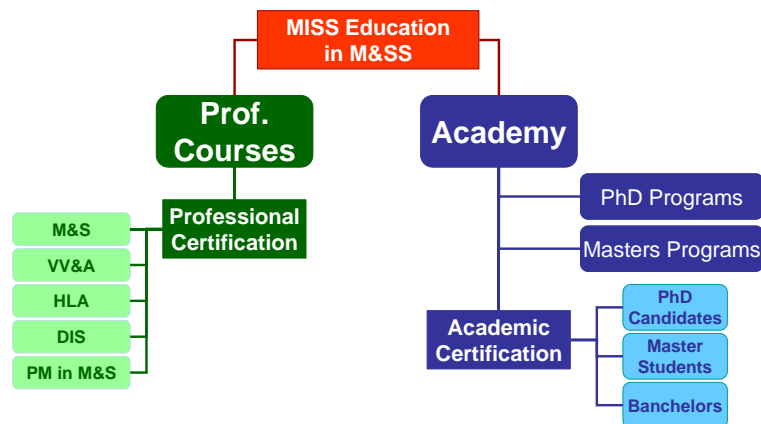 MISS Education
in M&SS
Prof.
Courses
Academy
Professional
Certification
M&S
VV&A
HLA
DIS
PM in M&S
PhD Programs
Masters Programs
Academic
Certification
PhD
Candidates
Master
Students
Banchelors